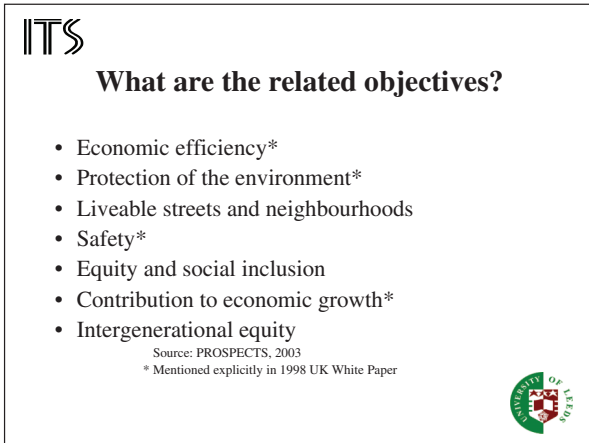 ITS
What are the related objectives?
• Economic efficiency*
• Protection of the environment*
• Liveable streets and neighbourhoods
• Safety*
• Equity and social inclusion
• Contribution to economic growth*
• Intergenerational equity
Source: PROSPECTS, 2003
* Mentioned explicitly in 1998 UK White Paper
UNIVERSITY OF LEEDS